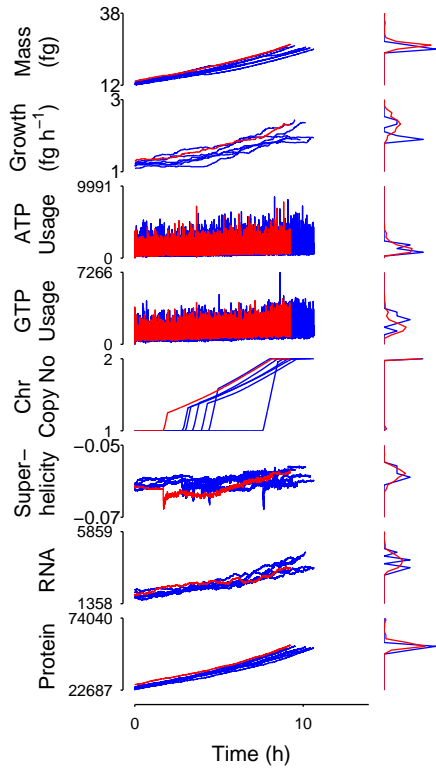 38
Mass
(fg)
12
3
Growth
(fg h−1)
1
9991
ATP
Usage
0
7266
GTP
Usage
0
2
Chr
Copy No
1
−0.05
Super−
helicity
−0.07
5859
RNA
1358
74040
Protein
22687
0 10
Time (h)